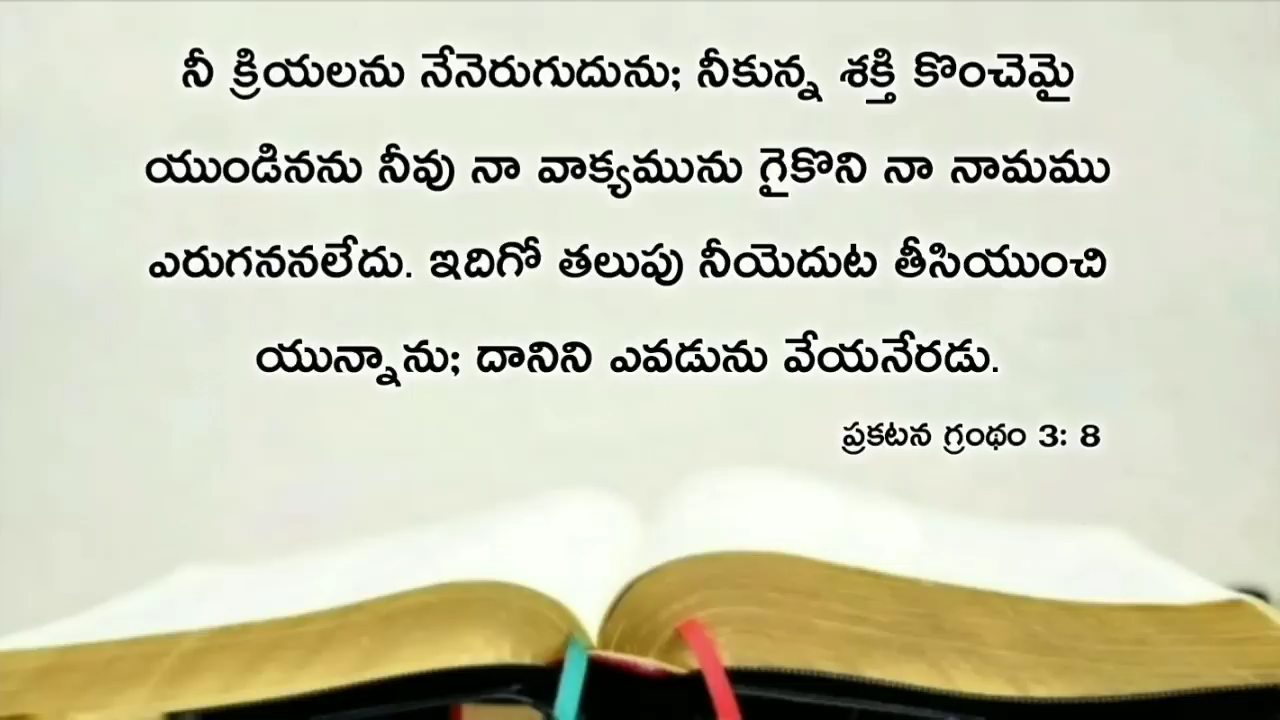 నీ క్రియలను నేనెరుగుదును; నీకున్న శక్తి కొంచెమై
యుండినను నీవు నా వాక్యమును గైకొని నా నామము
ఎరుగననలేదు. ఇదిగో తలుపు నీయెదుట తీసియుంచి
యున్నాను; దానిని ఎవడును వేయనేరడు.
ప్రకటన గ్రంథం 3: 8